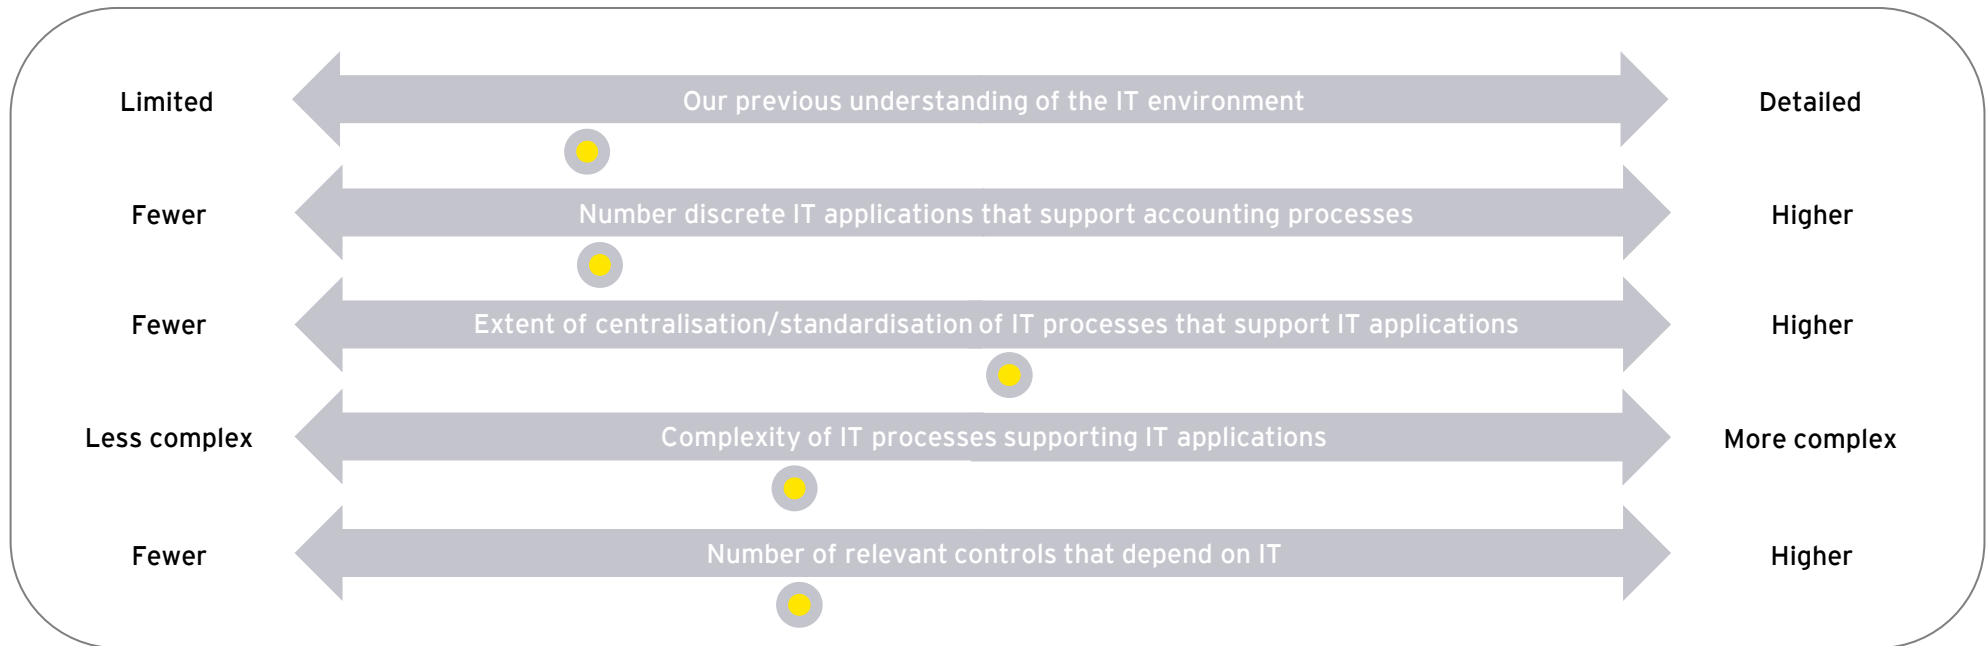 Limited Our previous understanding of the IT environment Detailed
Fewer Number discrete IT applications that support accounting processes Higher
Fewer Extent of centralisation/standardisation of IT processes that support IT applications Higher
Less complex Complexity of IT processes supporting IT applications More complex
Fewer Number of relevant controls that depend on IT Higher